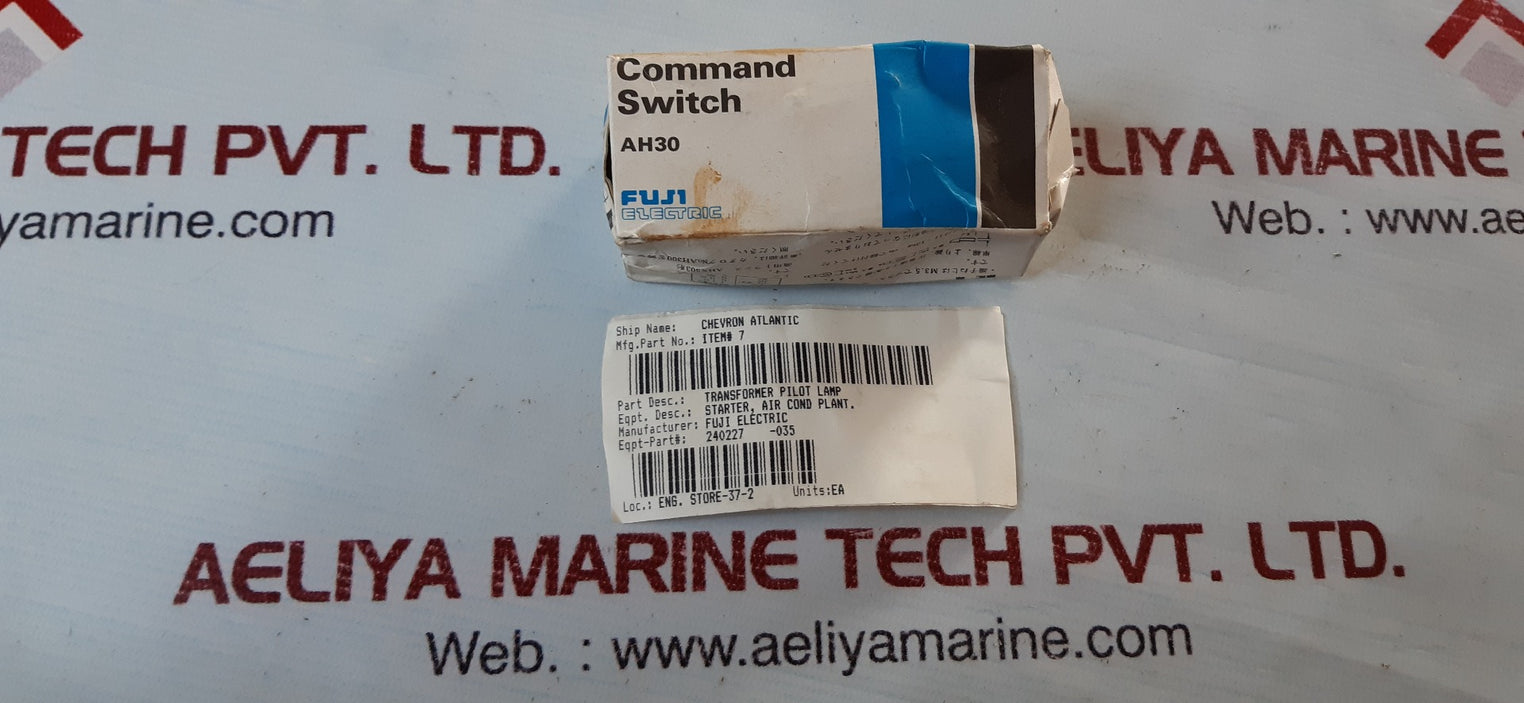 Command
Switch
AH30
FUJI
ELECTRIC
TECH PVT. LTD.
yamarine.com
ELIYA MARINE
Web. : www.ae
Ship Name: CHEVRON ATLANTIC
Mfg.Part No.: ITEM# 7
Part Desc.: TRANSFORMER PILOT LAMP
Eqpt. Desc.: STARTER, AIR COND PLANT.
Manufacturer: FUJI ELECTRIC
Eqpt-Part#: 240227 -035
Loc.: ENG. STORE-37-2 Units:EA
AELIYA MARINE TECH PVT. LTD.
Web. : www.aeliyamarine.com